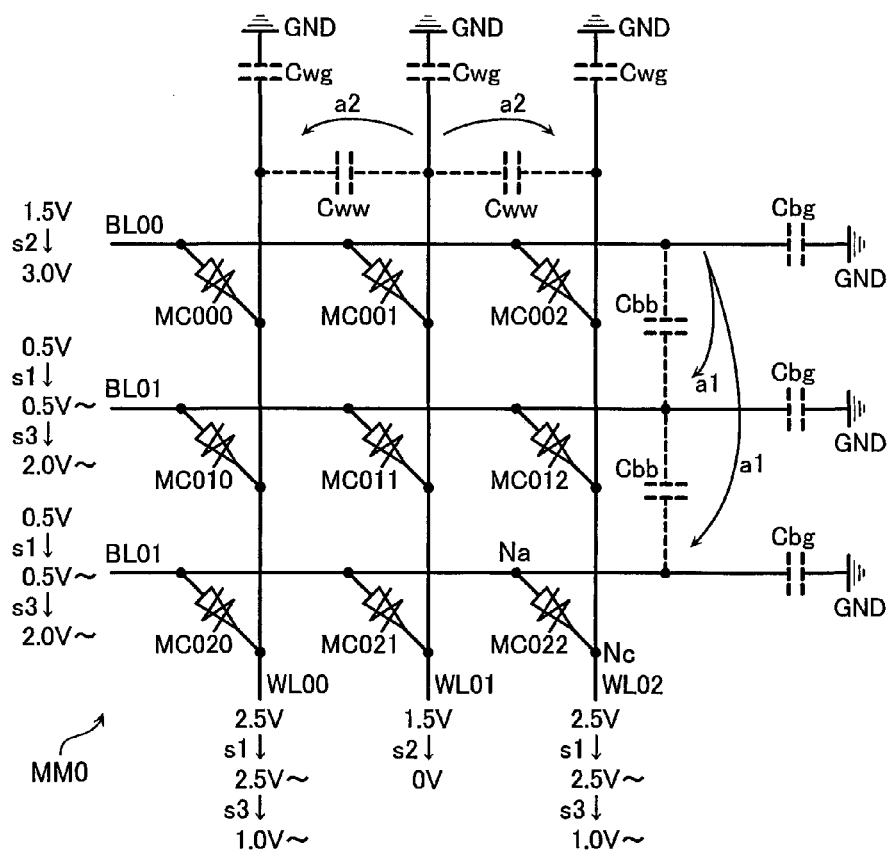 GND GND GND
Cwg Cwg Cwg
a2 a2
Cww Cww
1.5V
s2↓
3.0V
BL00
Cbg
GND
MC000 MC001 MC002
Cbb
a1
0.5V
s1↓
0.5V～
s3↓
2.0V～
BL01
Cbg
GND
MC010 MC011 MC012
Cbb
a1
0.5V
s1↓
0.5V～
s3↓
2.0V～
BL01
Na
Cbg
GND
MC020 MC021 MC022
Nc
WL00 WL01 WL02
2.5V 1.5V 2.5V
s1↓ s2↓ s1↓
2.5V～ 0V 2.5V～
s3↓ s3↓
1.0V～ 1.0V～
MM0